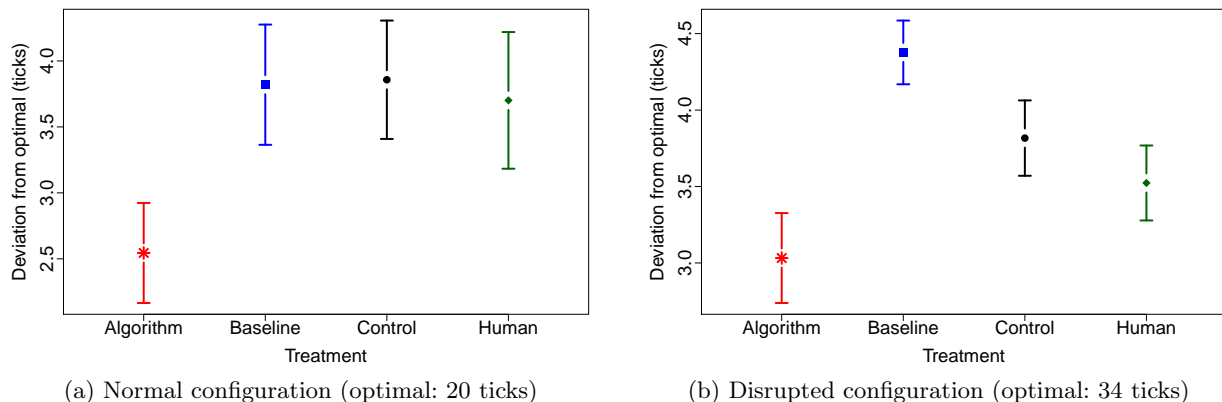 Deviation from optimal (ticks)
4.0
3.5
3.0
2.5
Algorithm Baseline Control Human
Treatment
(a) Normal configuration (optimal: 20 ticks)
Deviation from optimal (ticks)
4.5
4.0
3.5
3.0
Algorithm Baseline Control Human
Treatment
(b) Disrupted configuration (optimal: 34 ticks)